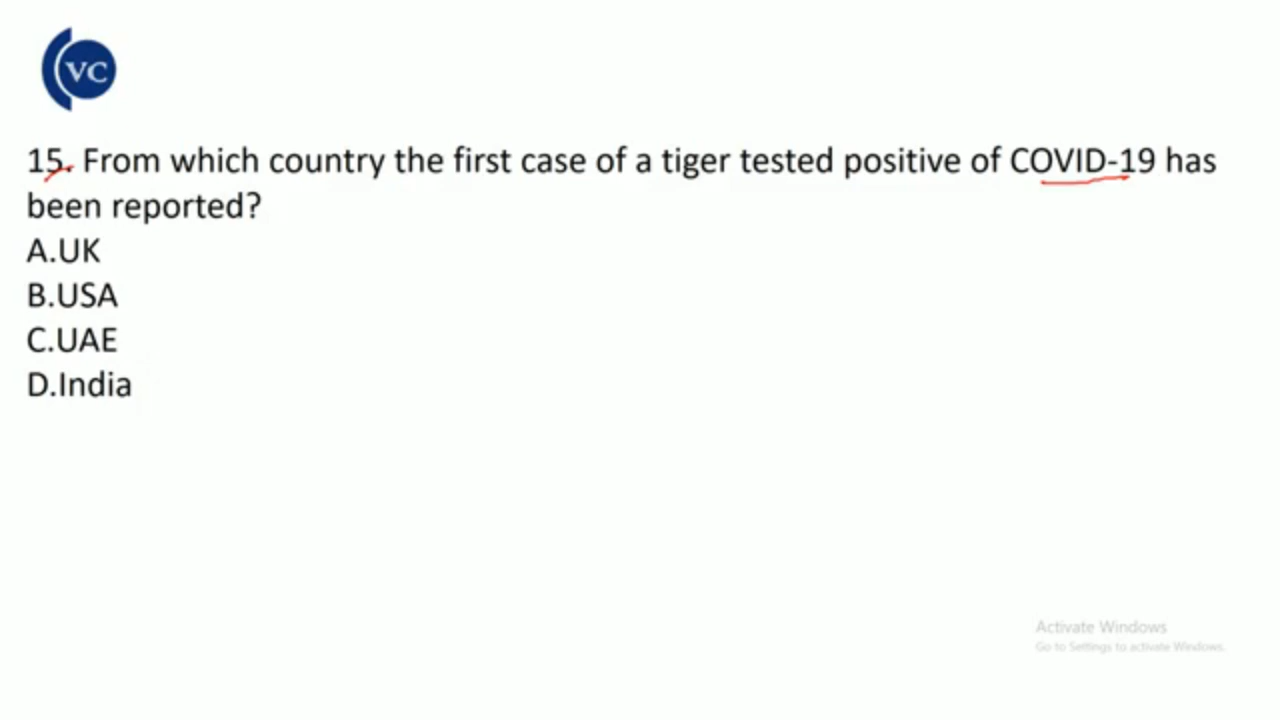 VC
15. From which country the first case of a tiger tested positive of COVID-19 has
been reported?
A.UK
B.USA
C.UAE
D.India
Activate Windows
Go to Settings to activate Windows.